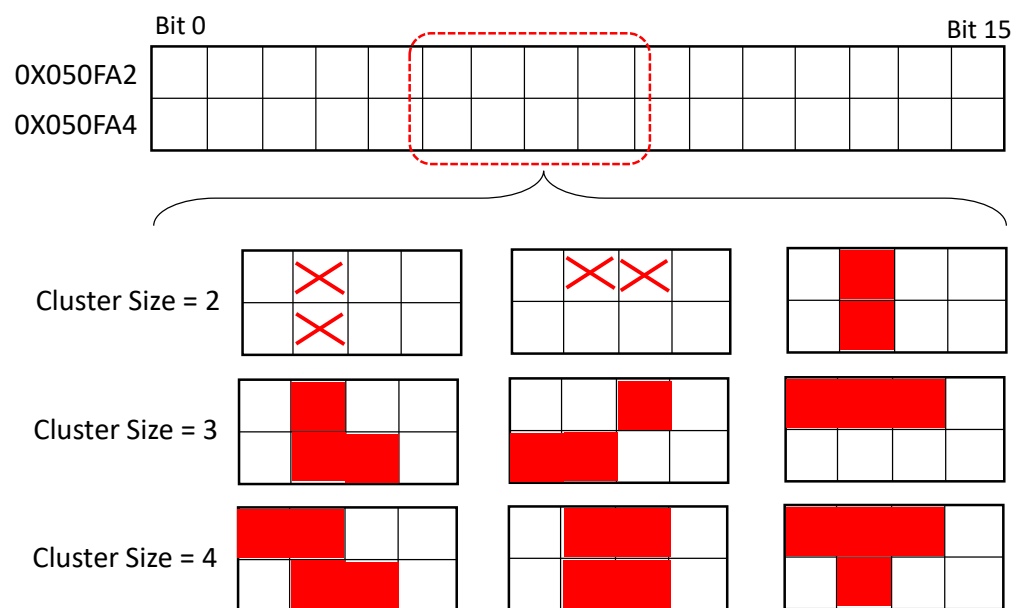 Bit 0
Bit 15
0X050FA2
0X050FA4
Cluster Size = 2
Cluster Size = 3
Cluster Size = 4